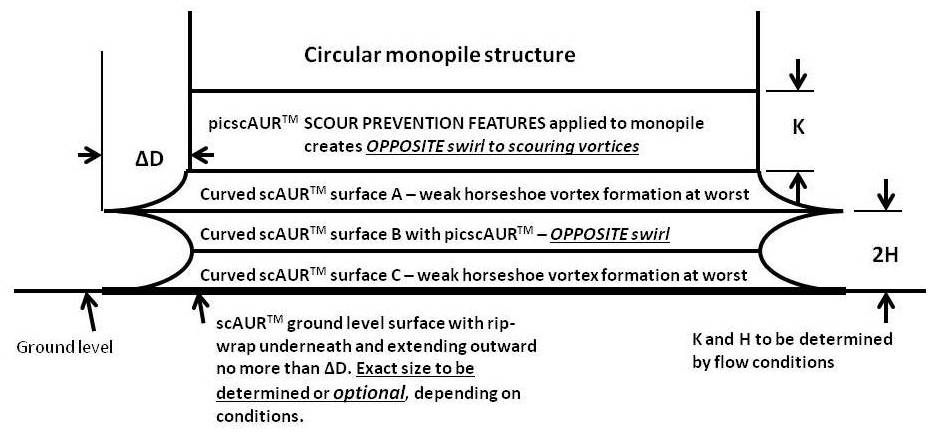 Circular monopile structure
picscAUR™ SCOUR PREVENTION FEATURES applied to monopile
creates OPPOSITE swirl to scouring vortices
K
ΔD
Curved scAUR™ surface A – weak horseshoe vortex formation at worst
Curved scAUR™ surface B with picscAUR™ – OPPOSITE swirl
2H
Curved scAUR™ surface C – weak horseshoe vortex formation at worst
Ground level
scAUR™ ground level surface with rip-
wrap underneath and extending outward
no more than ΔD. Exact size to be
determined or optional, depending on
conditions.
K and H to be determined
by flow conditions